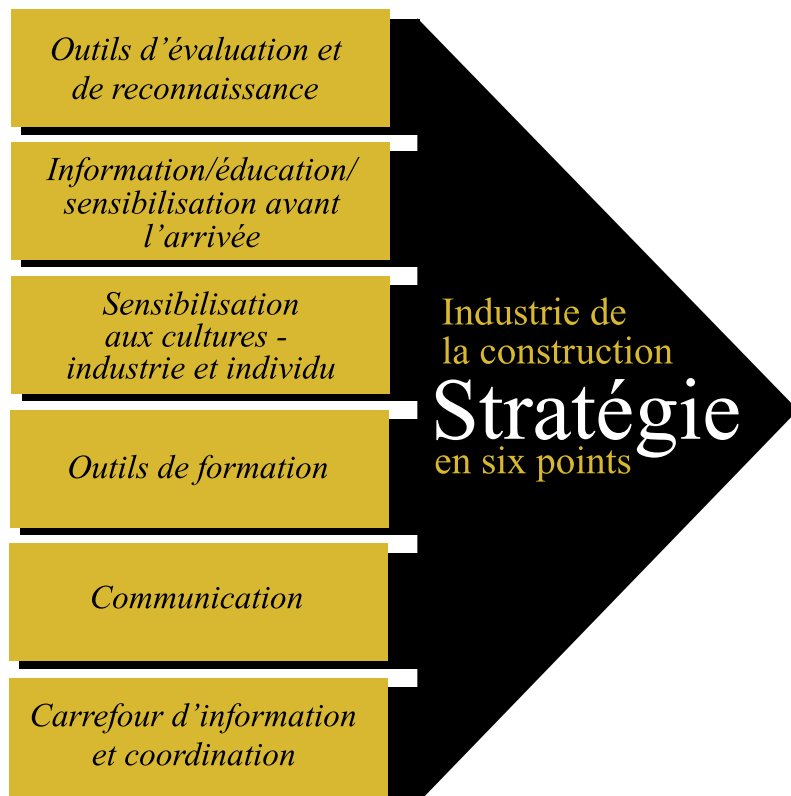 Outils d’évaluation et
de reconnaissance
Information/éducation/
sensibilisation avant
l’arrivée
Sensibilisation
aux cultures -
industrie et individu
Outils de formation
Communication
Carrefour d’information
et coordination
Industrie de
la construction
Stratégie
en six points